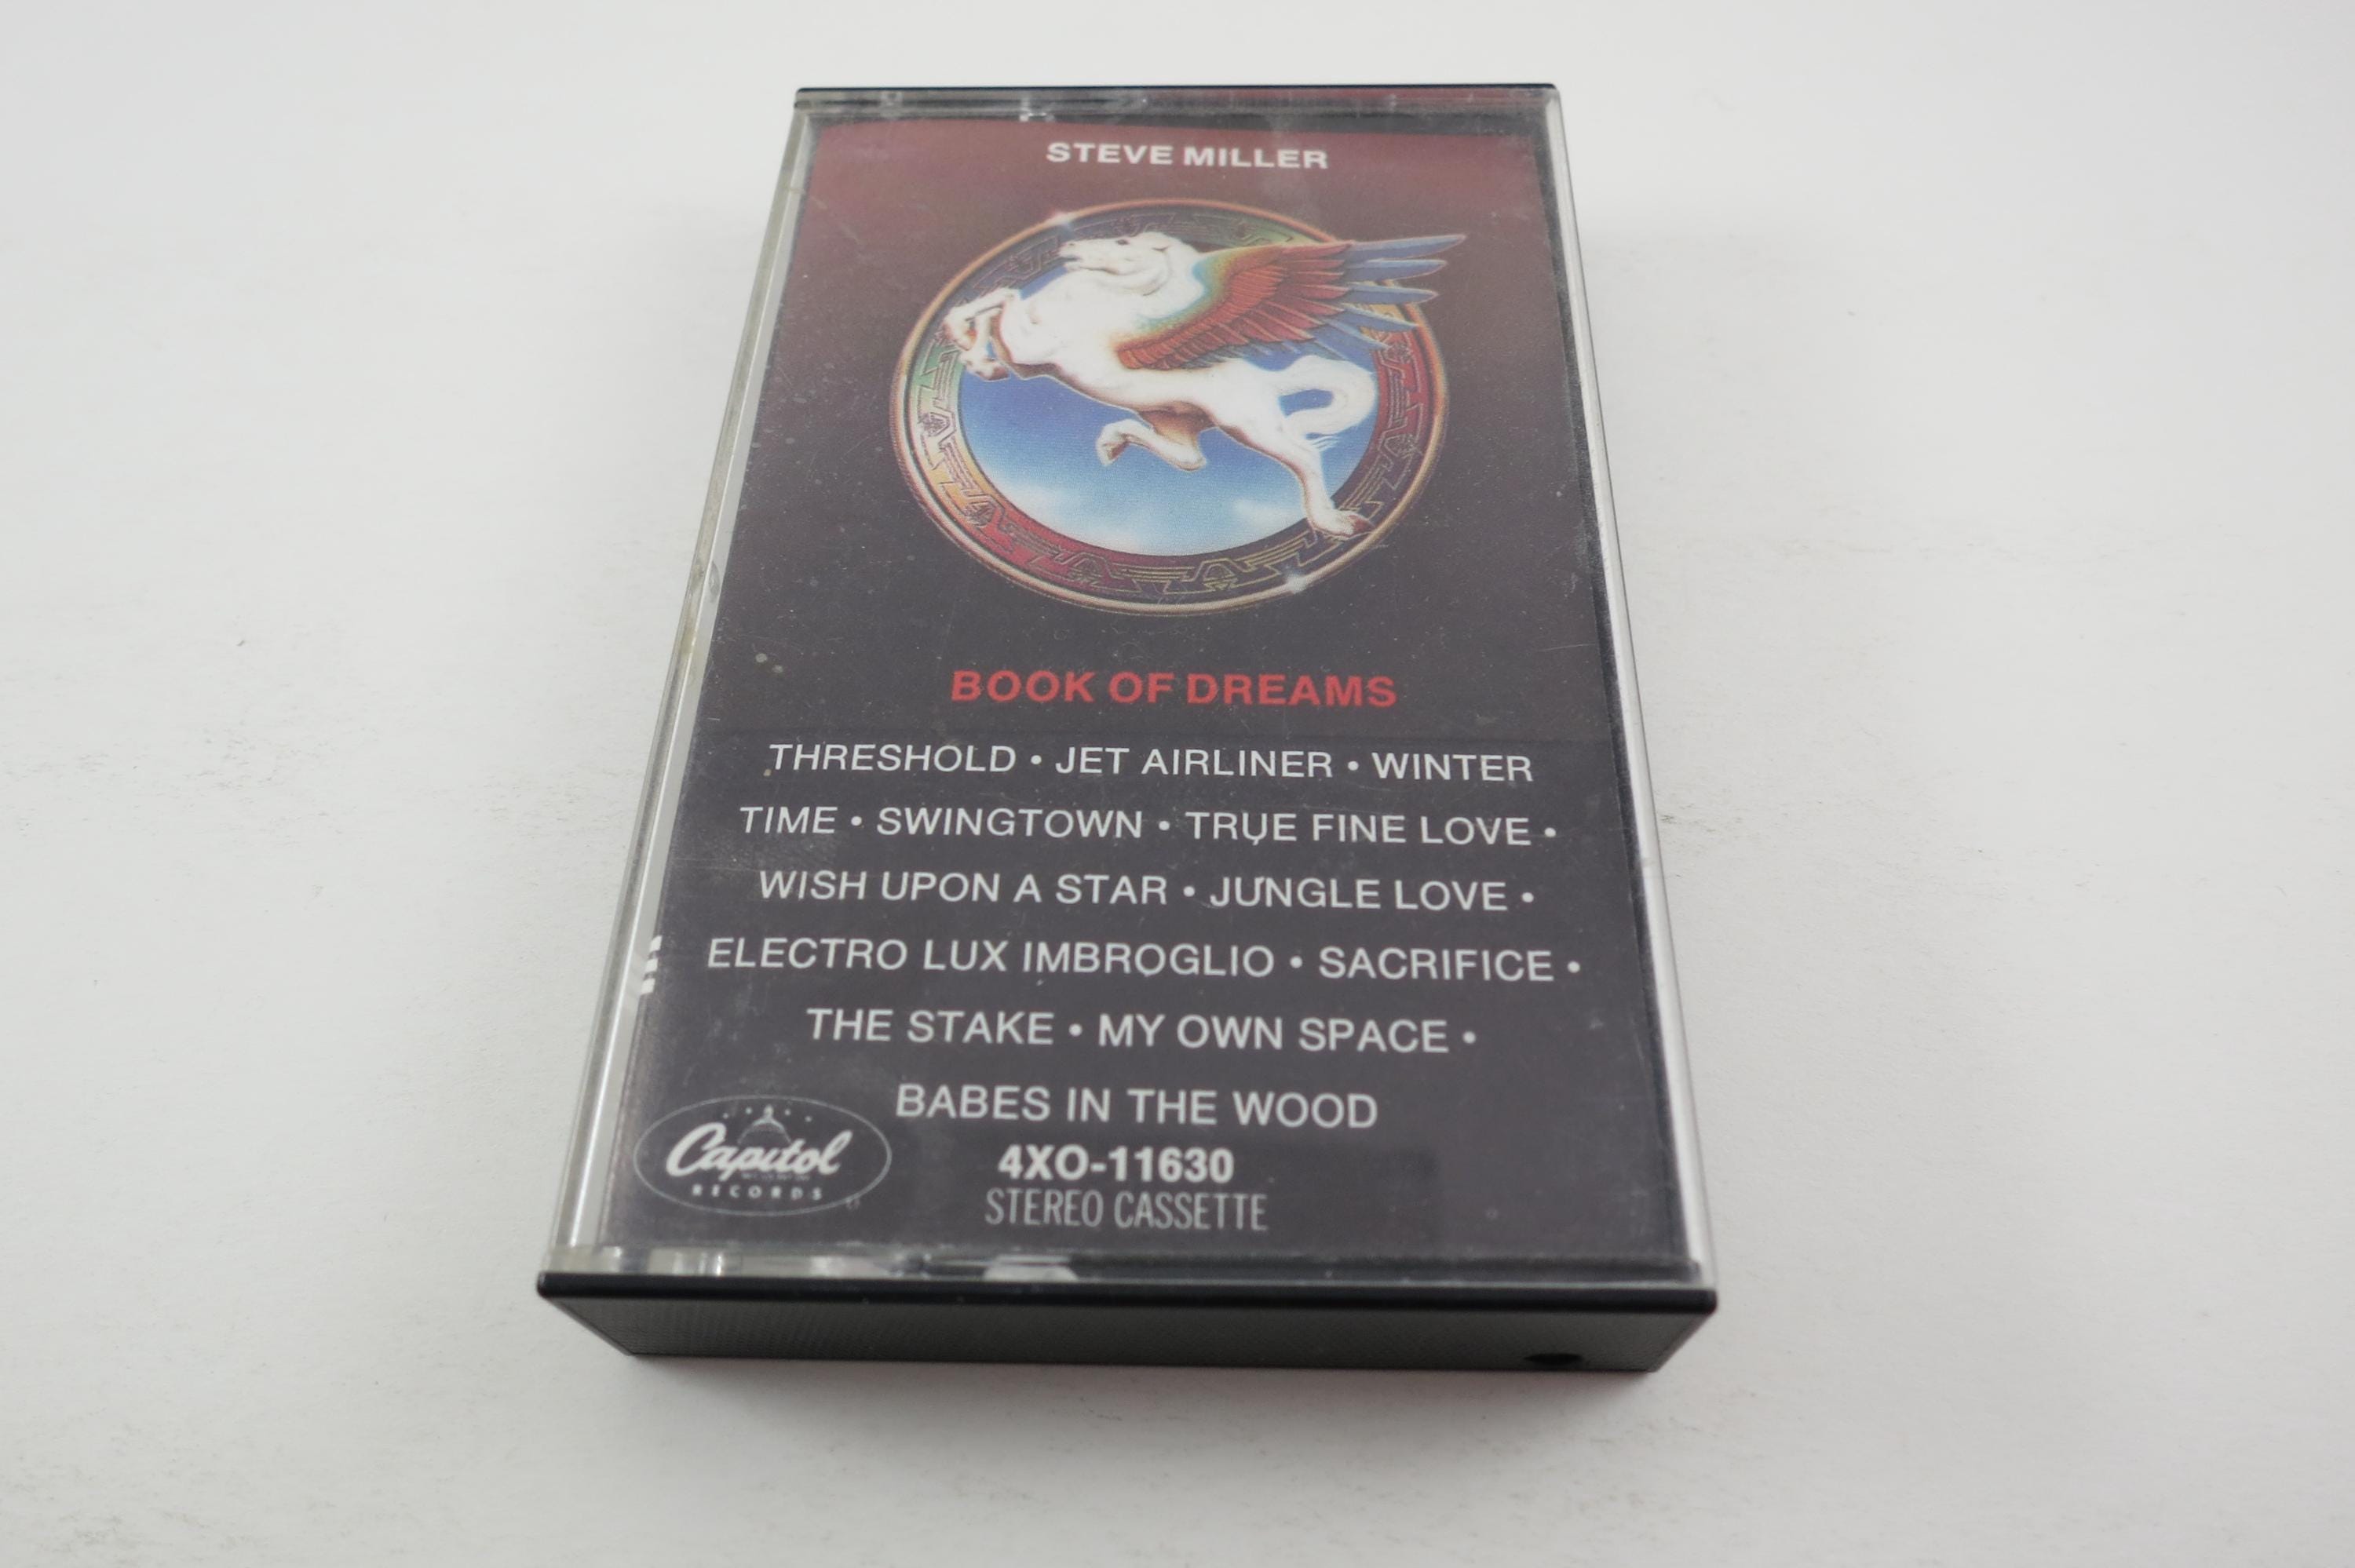 STEVE MILLER
BOOK OF DREAMS
THRESHOLD • JET AIRLINER • WINTER
TIME • SWINGTOWN • TRUE FINE LOVE •
WISH UPON A STAR • JUNGLE LOVE •
ELECTRO LUX IMBROGLIO • SACRIFICE •
THE STAKE • MY OWN SPACE •
BABES IN THE WOOD
Capitol
RECORDS
4XO-11630
STEREO CASSETTE